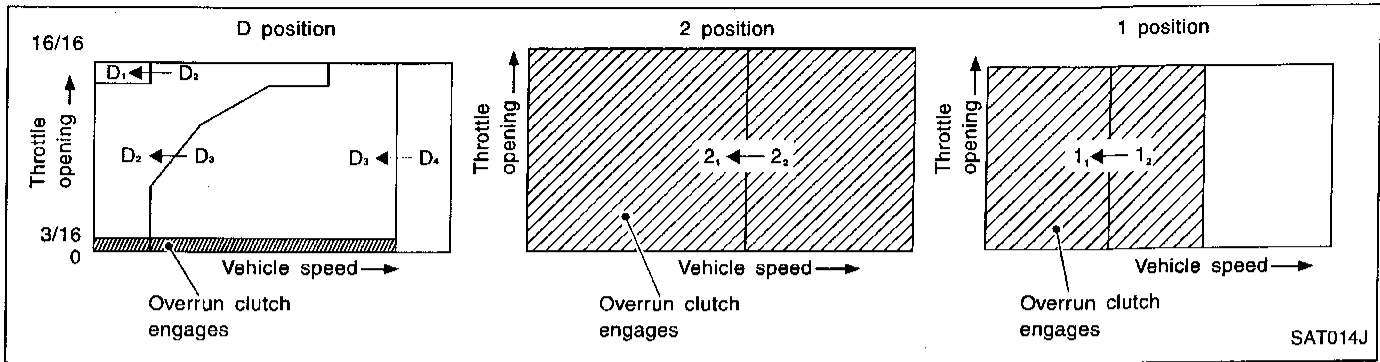 D position
16/16
D₁ ← D₂
D₂ ← D₃
D₃ ← D₄
Throttle
opening →
3/16
0
Vehicle speed →
Overrun clutch
engages
2 position
Throttle
opening →
2₁ ← 2₂
Vehicle speed →
Overrun clutch
engages
1 position
Throttle
opening →
1₁ ← 1₂
Vehicle speed →
Overrun clutch
engages
SAT014J